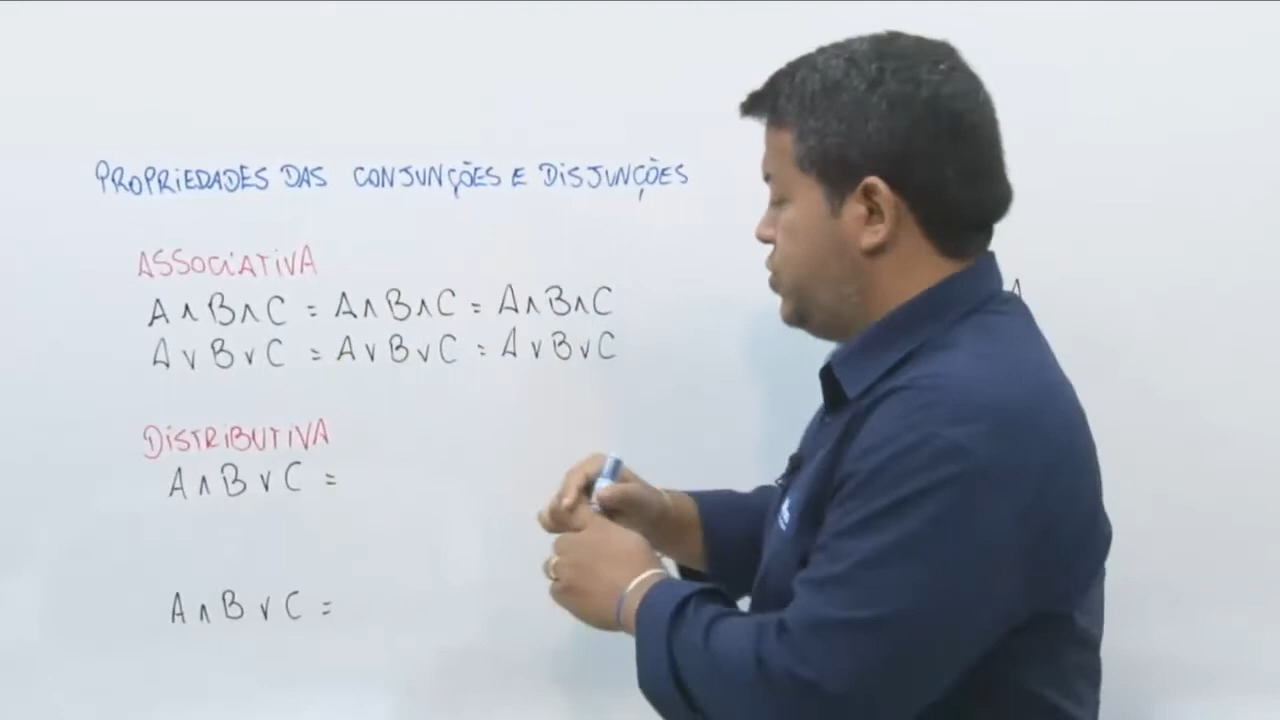 PROPRIEDADES DAS CONJUNÇÕES E DISJUNÇÕES
ASSOCIATIVA
A ∧ B ∧ C = A ∧ B ∧ C = A ∧ B ∧ C
A ∨ B ∨ C = A ∨ B ∨ C = A ∨ B ∨ C
DISTRIBUTIVA
A ∧ B ∨ C =
A ∧ B ∨ C =